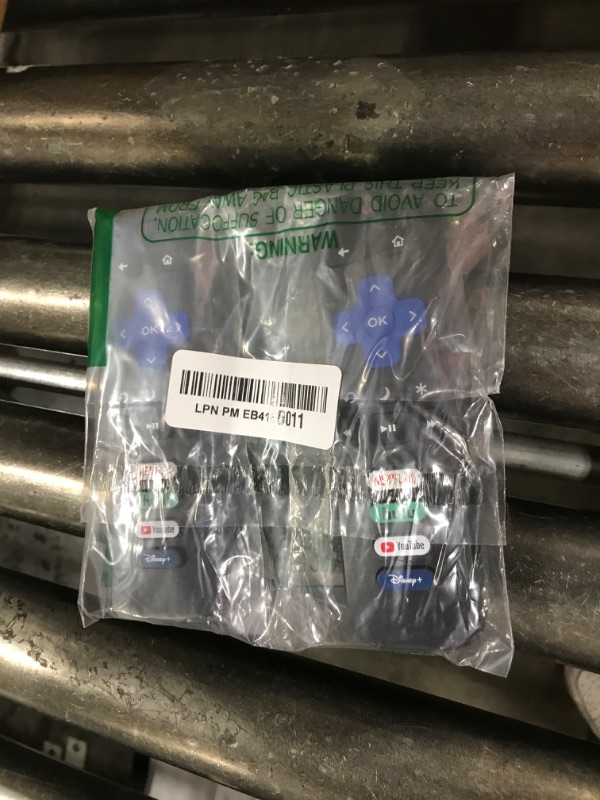 KEEP THIS PLASTIC BAG AWAY FROM
TO AVOID DANGER OF SUFFOCATION.
WARNING:
OK
OK
LPN PM EB41
NETFLIX
YouTube
YouTube
Disney+
Disney+